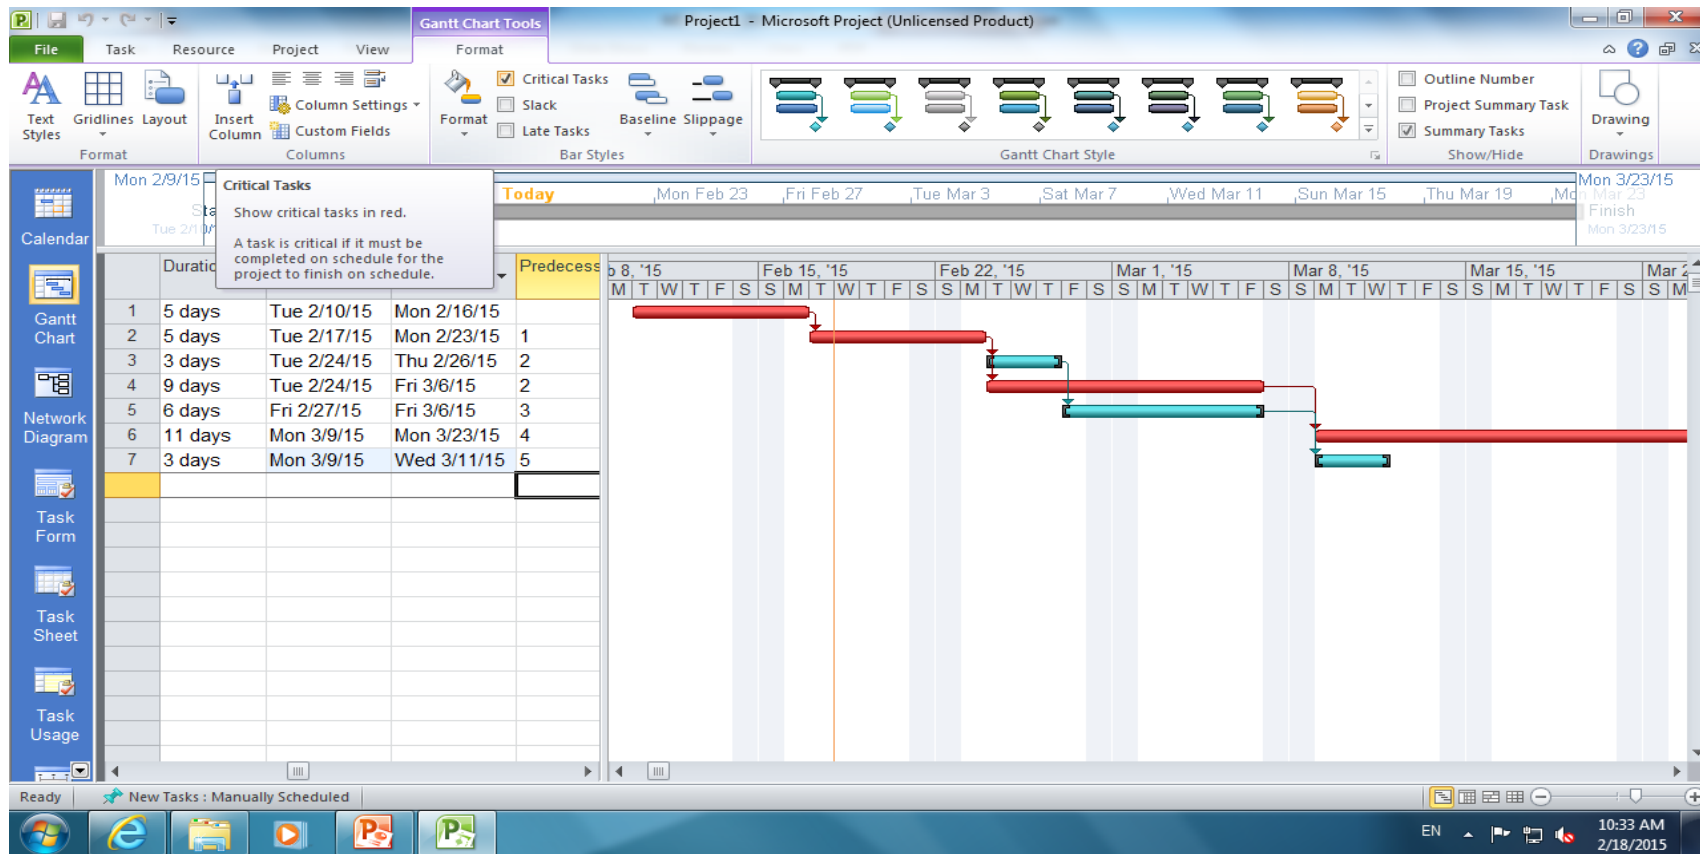 Gantt Chart Tools
Project1 - Microsoft Project (Unlicensed Product)
File Task Resource Project View Format
Text Styles
Gridlines
Layout
Format
Insert Column
Column Settings
Custom Fields
Columns
Format
Critical Tasks
Slack
Late Tasks
Baseline
Slippage
Bar Styles
Gantt Chart Style
Outline Number
Project Summary Task
Summary Tasks
Show/Hide
Drawing
Drawings
Mon 2/9/15
Today Mon Feb 23 Fri Feb 27 Tue Mar 3 Sat Mar 7 Wed Mar 11 Sun Mar 15 Thu Mar 19 Mon Mar 23
Mon 3/23/15
Finish
Mon 3/23/15
Critical Tasks
Show critical tasks in red.
A task is critical if it must be
completed on schedule for the
project to finish on schedule.
Calendar
Gantt Chart
Network Diagram
Task Form
Task Sheet
Task Usage
Predecess
8, '15 Feb 15, '15 Feb 22, '15 Mar 1, '15 Mar 8, '15 Mar 15, '15 Mar
M T W T F S S M T W T F S S M T W T F S S M T W T F S S M T W T F S S M T W T F S S M
1 5 days Tue 2/10/15 Mon 2/16/15
2 5 days Tue 2/17/15 Mon 2/23/15 1
3 3 days Tue 2/24/15 Thu 2/26/15 2
4 9 days Tue 2/24/15 Fri 3/6/15 2
5 6 days Fri 2/27/15 Fri 3/6/15 3
6 11 days Mon 3/9/15 Mon 3/23/15 4
7 3 days Mon 3/9/15 Wed 3/11/15 5
Ready New Tasks : Manually Scheduled
EN
10:33 AM
2/18/2015